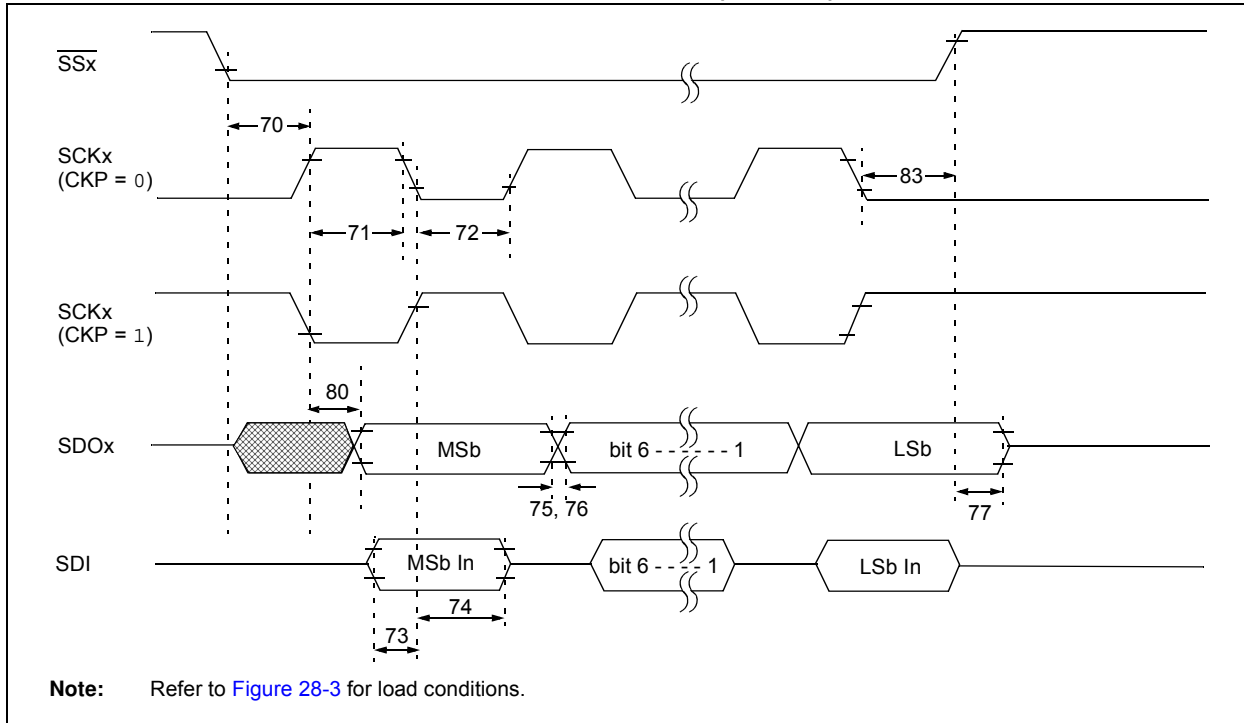 SSx
70
SCKx
(CKP = 0)
83
71
72
SCKx
(CKP = 1)
80
SDOx
MSb
bit 6 - - - - - - 1
LSb
75, 76
77
SDI
MSb In
bit 6 - - - - 1
LSb In
74
73
Note: Refer to Figure 28-3 for load conditions.